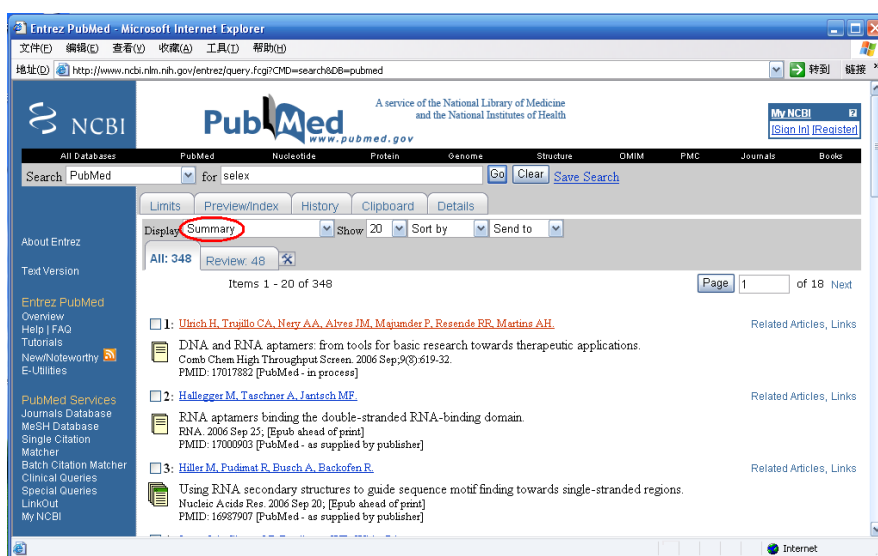 Entrez PubMed - Microsoft Internet Explorer
文件(F) 编辑(E) 查看(V) 收藏(A) 工具(T) 帮助(H)
地址(D) http://www.ncbi.nlm.nih.gov/entrez/query.fcgi?CMD=search&DB=pubmed 转到 链接 »
NCBI
PubMed
www.pubmed.gov
A service of the National Library of Medicine
and the National Institutes of Health
My NCBI ?
[Sign In] [Register]
All Databases PubMed Nucleotide Protein Genome Structure OMIM PMC Journals Books
Search PubMed for selex Go Clear Save Search
Limits Preview/Index History Clipboard Details
Display Summary Show 20 Sort by Send to
All: 348 Review: 48
Items 1 - 20 of 348 Page 1 of 18 Next
About Entrez
Text Version
Entrez PubMed
Overview
Help | FAQ
Tutorials
New/Noteworthy
E-Utilities
PubMed Services
Journals Database
MeSH Database
Single Citation
Matcher
Batch Citation Matcher
Clinical Queries
Special Queries
LinkOut
My NCBI
1: Ulrich H, Trujillo CA, Nery AA, Alves JM, Majumder P, Resende RR, Martins AH. Related Articles, Links
DNA and RNA aptamers: from tools for basic research towards therapeutic applications.
Comb Chem High Throughput Screen. 2006 Sep;9(8):619-32.
PMID: 17017882 [PubMed - in process]
2: Hallegger M, Taschner A, Jantsch MF. Related Articles, Links
RNA aptamers binding the double-stranded RNA-binding domain.
RNA. 2006 Sep 25; [Epub ahead of print]
PMID: 17000903 [PubMed - as supplied by publisher]
3: Hiller M, Pudimat R, Busch A, Backofen R. Related Articles, Links
Using RNA secondary structures to guide sequence motif finding towards single-stranded regions.
Nucleic Acids Res. 2006 Sep 20; [Epub ahead of print]
PMID: 16987907 [PubMed - as supplied by publisher]
Internet